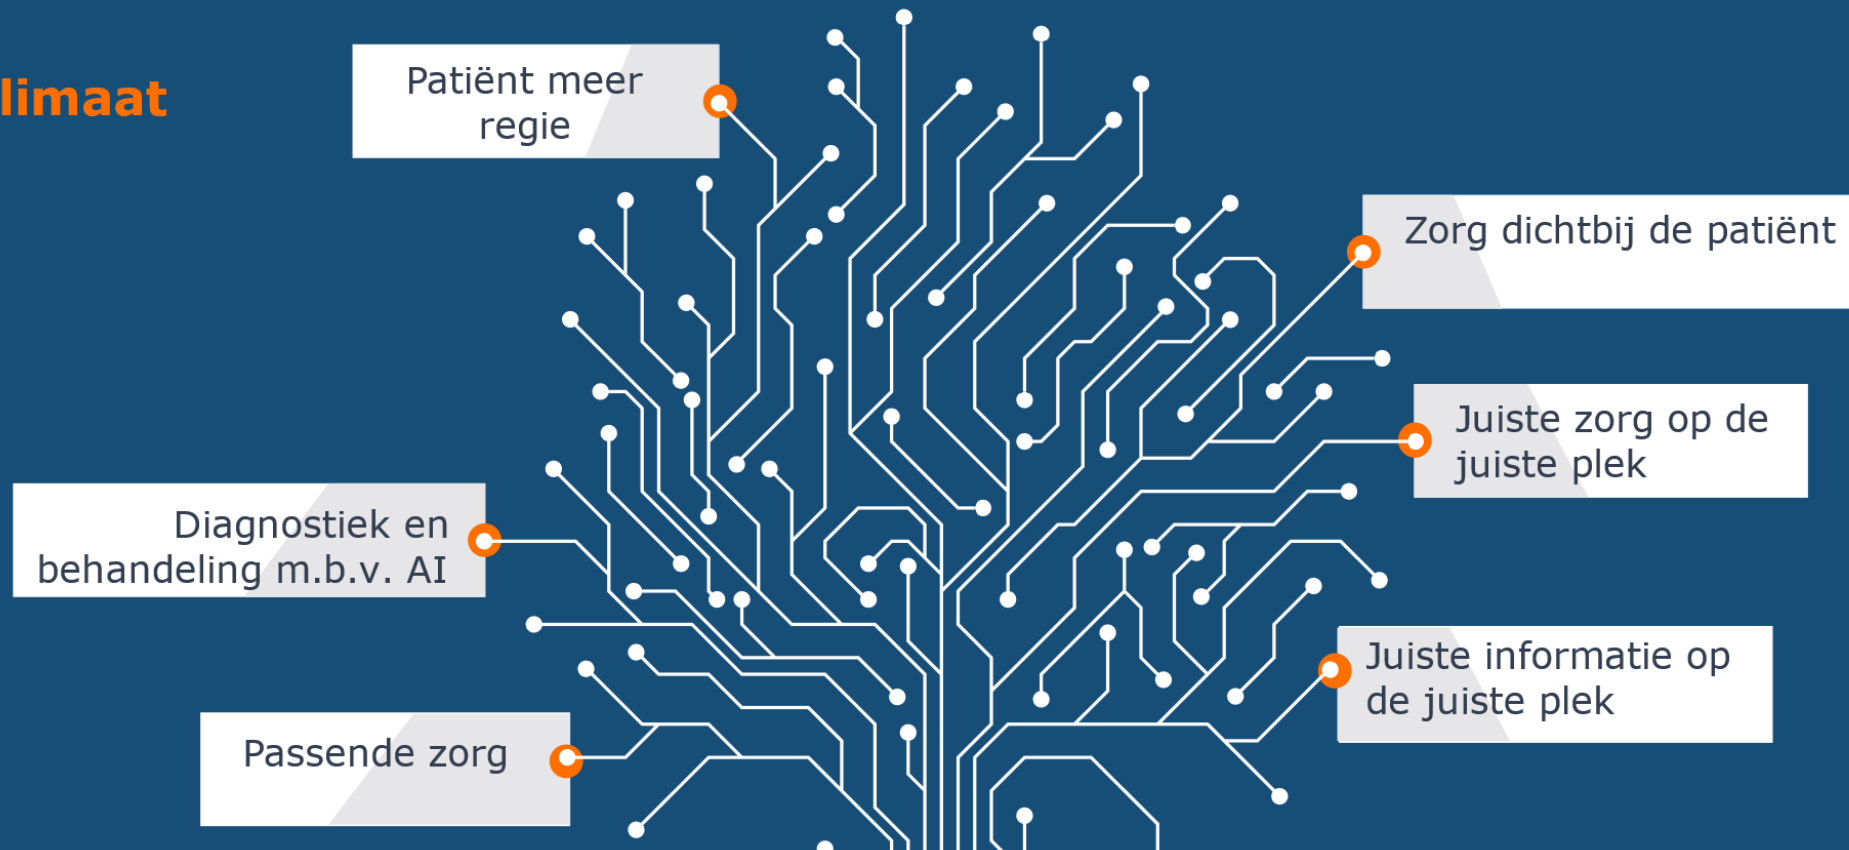 limaat
Patiënt meer
regie
Zorg dichtbij de patiënt
Juiste zorg op de
juiste plek
Diagnostiek en
behandeling m.b.v. AI
Juiste informatie op
de juiste plek
Passende zorg